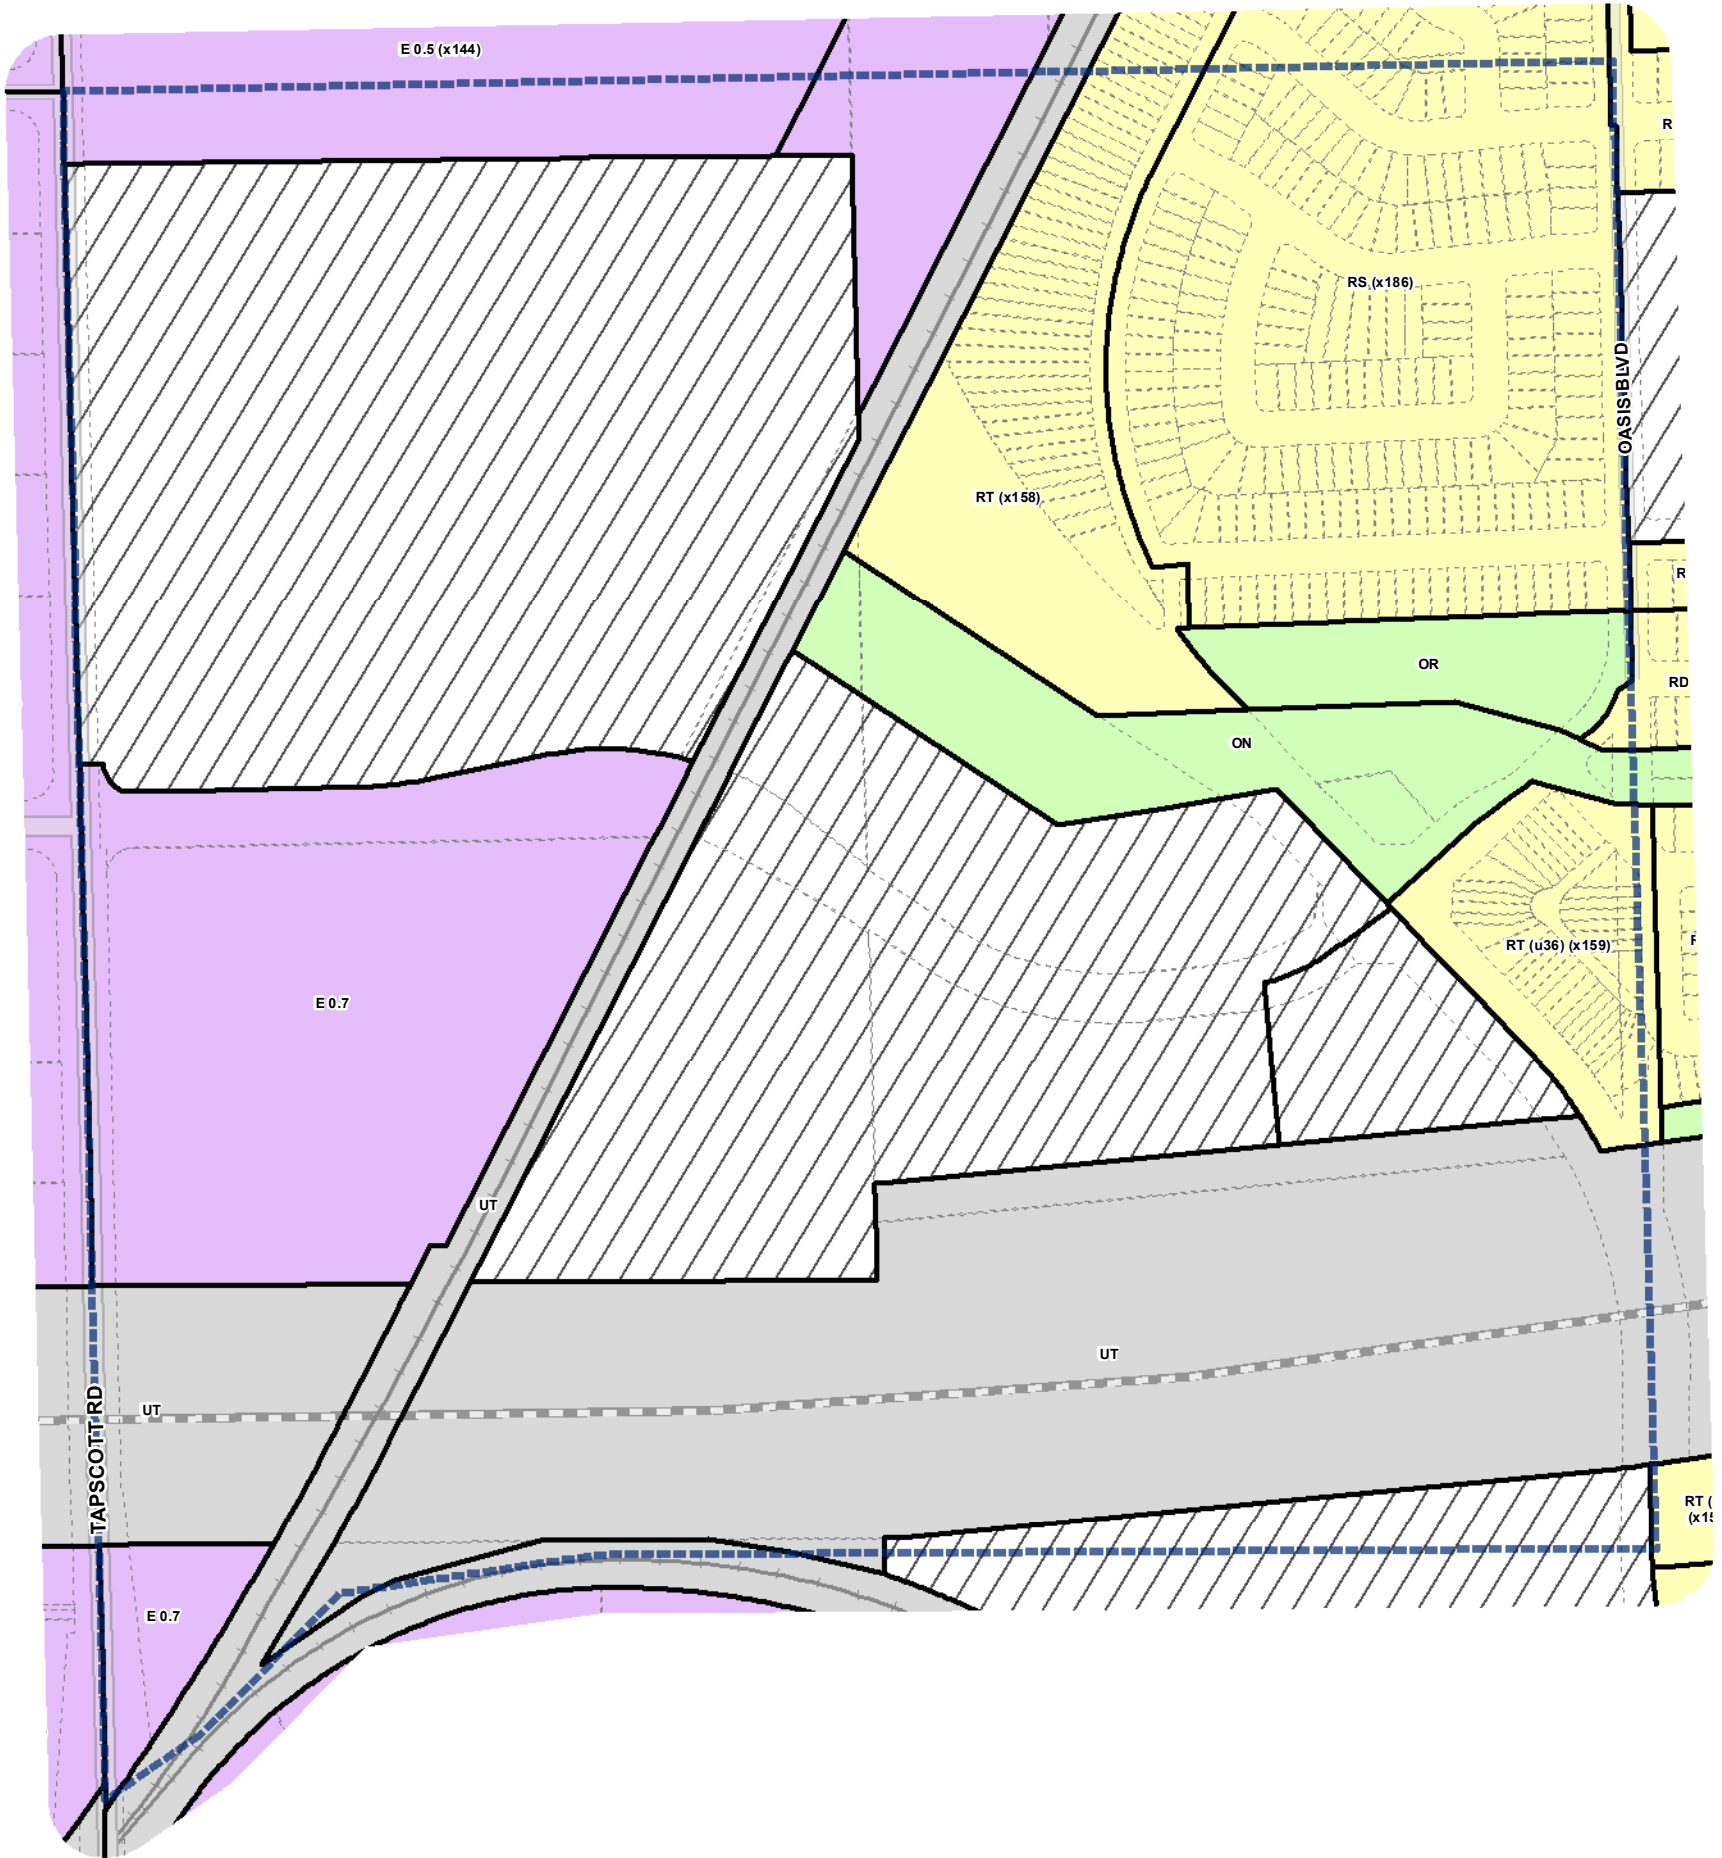 E 0.5 (x144)
R
RS (x186)
OASIS BLVD
RT (x158)
R
OR
RD
ON
RT (u36) (x159)
E 0.7
UT
UT
UT
TAPSCOTT RD
RT (
E 0.7